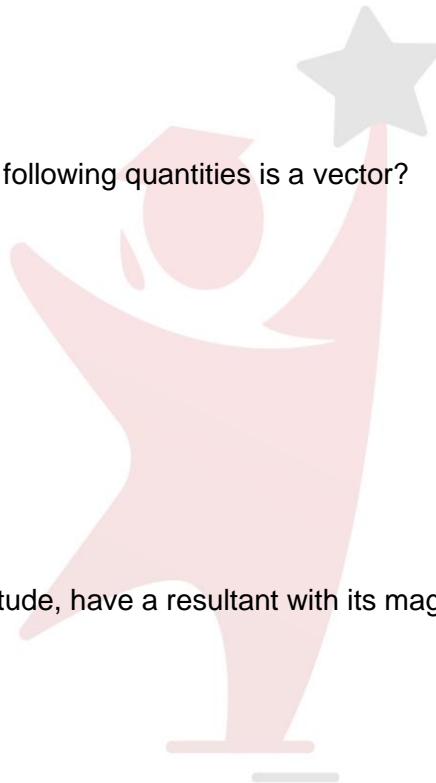 following quantities is a vector?
tude, have a resultant with its mag